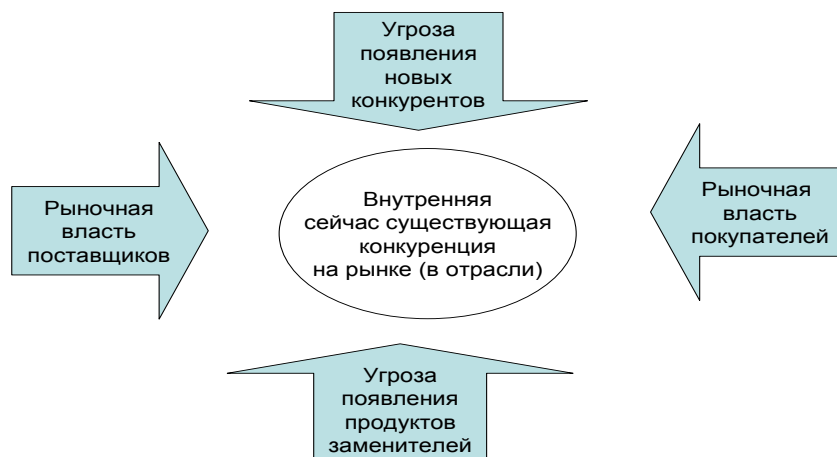 Угроза
появления
новых
конкурентов
Рыночная
власть
поставщиков
Внутренняя
сейчас существующая
конкуренция
на рынке (в отрасли)
Рыночная
власть
покупателей
Угроза
появления
продуктов
заменителей